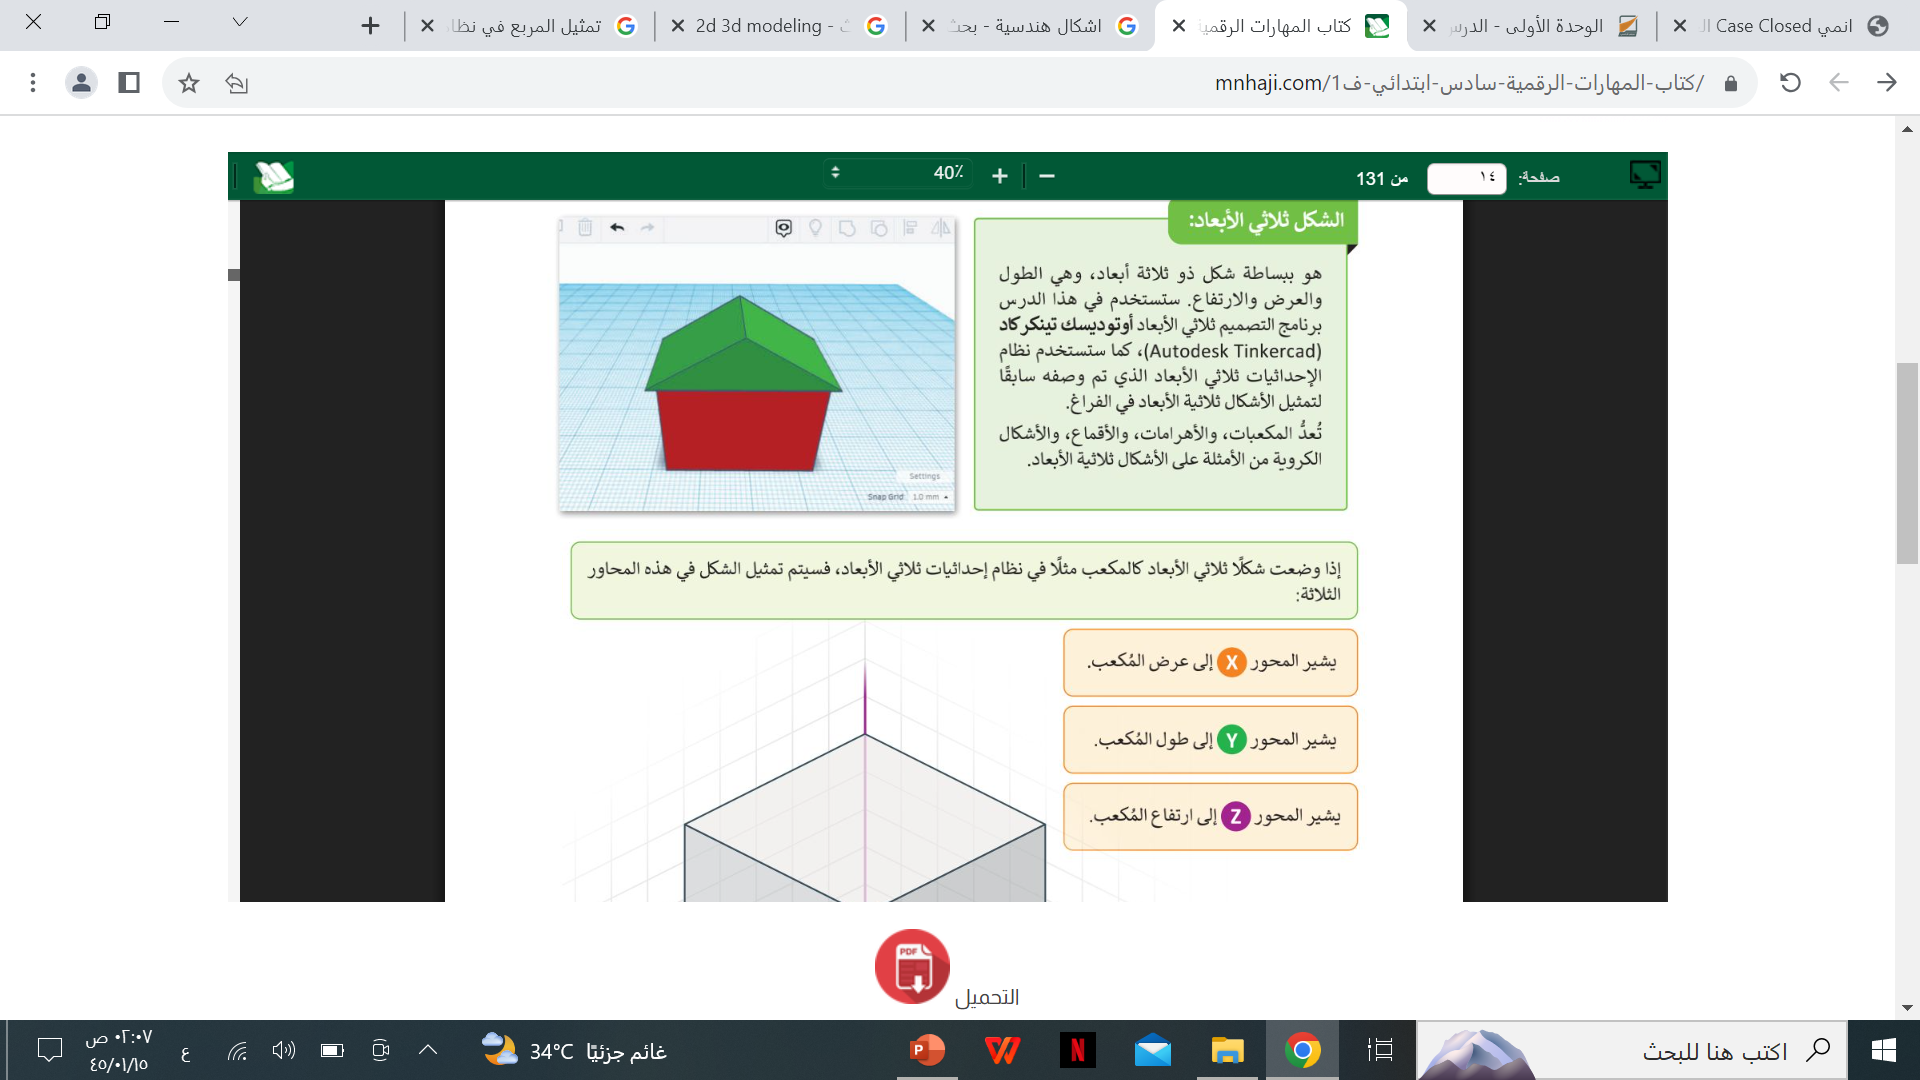 انمي Case Closed
الوحدة الأولى - الدرس
كتاب المهارات الرقمية
اشكال هندسية - بحث
2d 3d modeling -
تمثيل المربع في نظا
mnhaji.com/كتاب-المهارات-الرقمية-سادس-ابتدائي-ف1/
صفحة: ١٤ من 131
40٪
الشكل ثلاثي الأبعاد:
هو ببساطة شكل ذو ثلاثة أبعاد، وهي الطول
والعرض والارتفاع. ستستخدم في هذا الدرس
برنامج التصميم ثلاثي الأبعاد أوتوديسك تينكركاد
(Autodesk Tinkercad)، كما ستستخدم نظام
الإحداثيات ثلاثي الأبعاد الذي تم وصفه سابقًا
لتمثيل الأشكال ثلاثية الأبعاد في الفراغ.
تُعدُّ المكعبات، والأهرامات، والأقماع، والأشكال
الكروية من الأمثلة على الأشكال ثلاثية الأبعاد.
Settings
Snap Grid 1.0 mm
إذا وضعت شكلًا ثلاثي الأبعاد كالمكعب مثلًا في نظام إحداثيات ثلاثي الأبعاد، فسيتم تمثيل الشكل في هذه المحاور
الثلاثة:
يشير المحور X إلى عرض المُكعب.
يشير المحور Y إلى طول المُكعب.
يشير المحور Z إلى ارتفاع المُكعب.
PDF
التحميل
اكتب هنا للبحث
34°C غائم جزئيًا
ع
٠٢:٠٧ ص
٤٥/٠١/١٥